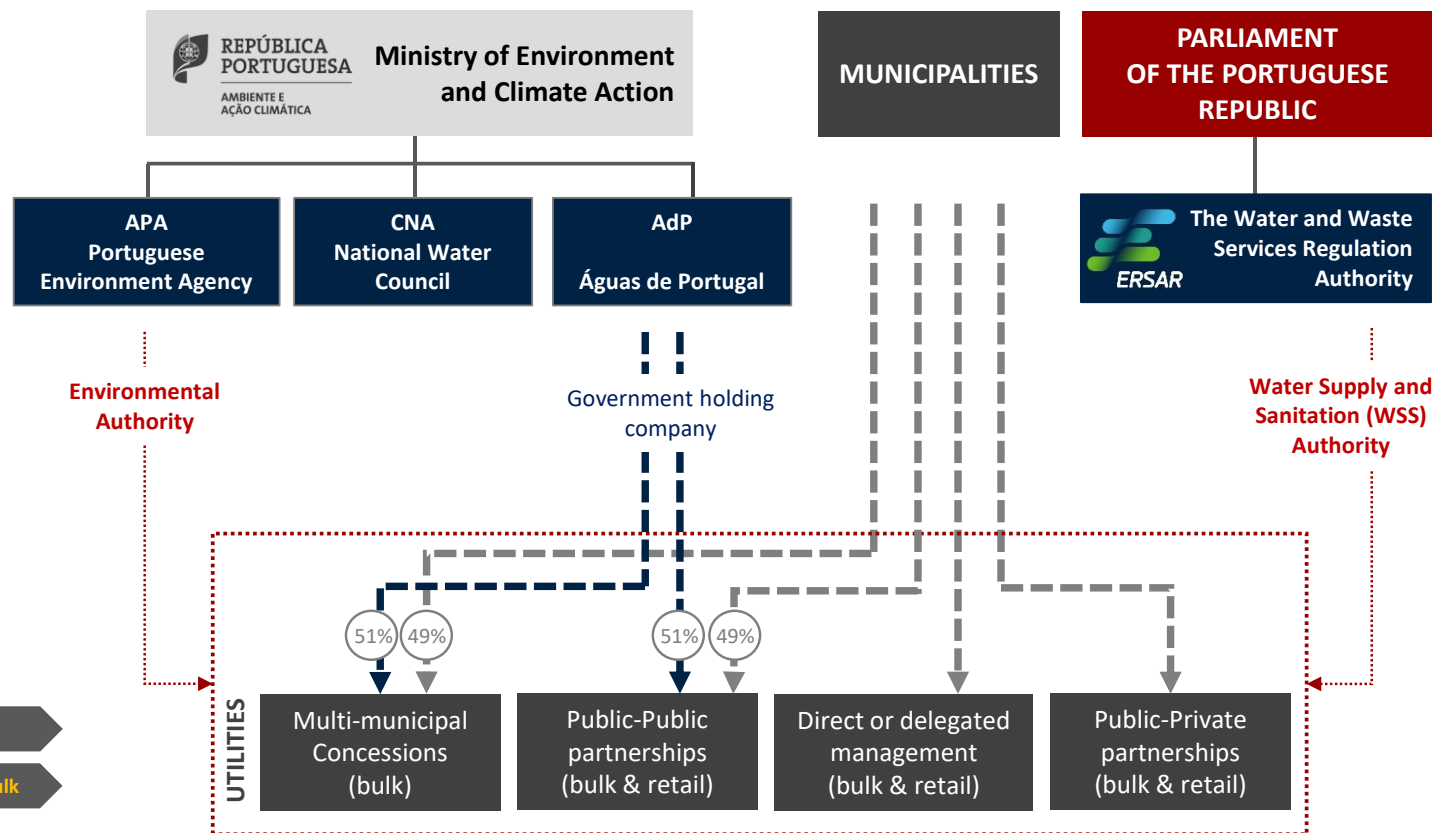 REPÚBLICA
PORTUGUESA
AMBIENTE E
AÇÃO CLIMÁTICA
Ministry of Environment
and Climate Action
MUNICIPALITIES
PARLIAMENT
OF THE PORTUGUESE
REPUBLIC
APA
Portuguese
Environment Agency
CNA
National Water
Council
AdP
Águas de Portugal
ERSAR
The Water and Waste
Services Regulation
Authority
Environmental
Authority
Government holding
company
Water Supply and
Sanitation (WSS)
Authority
51%
49%
51%
49%
UTILITIES
Multi-municipal
Concessions
(bulk)
Public-Public
partnerships
(bulk & retail)
Direct or delegated
management
(bulk & retail)
Public-Private
partnerships
(bulk & retail)